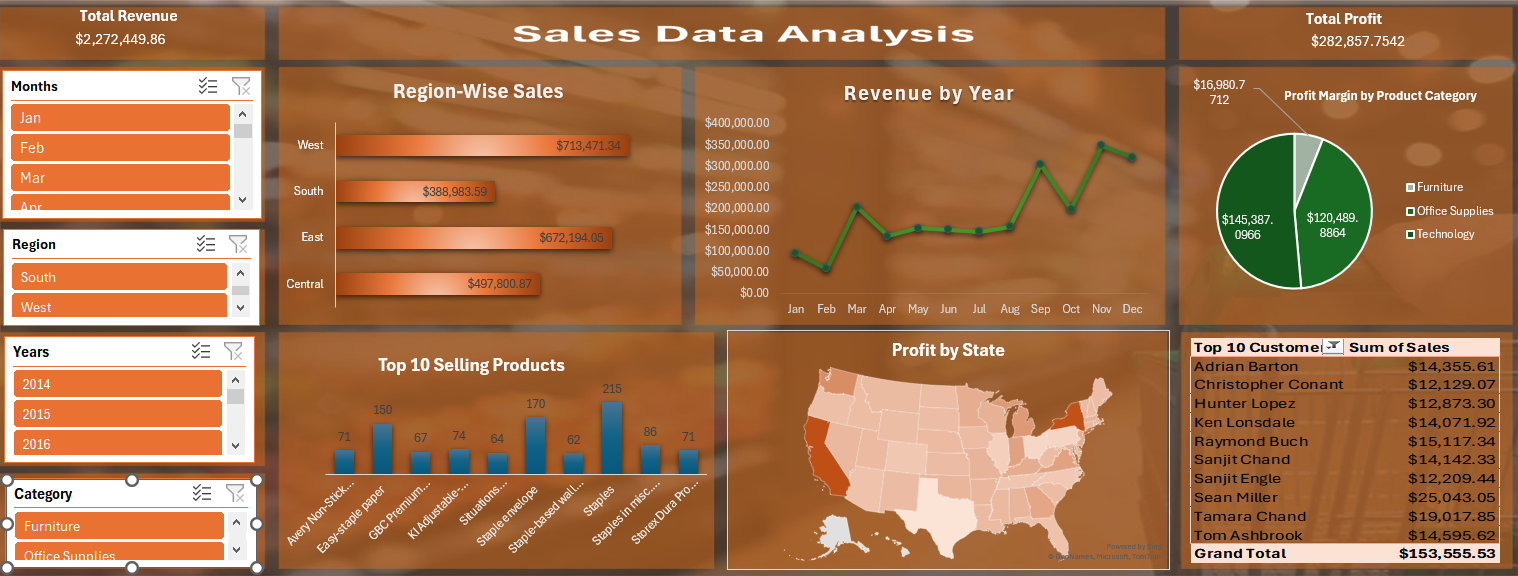 Total Revenue
$2,272,449.86
Sales Data Analysis
Total Profit
$282,857.7542
Months
Jan
Feb
Mar
Apr
Region
South
West
Years
2014
2015
2016
Category
Furniture
Office Supplies
Region-Wise Sales
West
$713,471.34
South
$388,983.59
East
$672,194.05
Central
$497,800.87
Revenue by Year
$400,000.00
$350,000.00
$300,000.00
$250,000.00
$200,000.00
$150,000.00
$100,000.00
$50,000.00
$0.00
Jan Feb Mar Apr May Jun Jul Aug Sep Oct Nov Dec
$16,980.7
712
Profit Margin by Product Category
$145,387.
0966
$120,489.
8864
Furniture
Office Supplies
Technology
Top 10 Selling Products
71 150 67 74 64 170 62 215 86 71
Avery Non-Stick...
Easy-staple paper
GBC Premium...
KI Adjustable-...
Situations...
Staple envelope
Staple-based wall...
Staples
Staples in misc....
Storex Dura Pro...
Profit by State
Powered by Bing
© GeoNames, Microsoft, TomTom
Top 10 Customer Sum of Sales
Adrian Barton $14,355.61
Christopher Conant $12,129.07
Hunter Lopez $12,873.30
Ken Lonsdale $14,071.92
Raymond Buch $15,117.34
Sanjit Chand $14,142.33
Sanjit Engle $12,209.44
Sean Miller $25,043.05
Tamara Chand $19,017.85
Tom Ashbrook $14,595.62
Grand Total $153,555.53